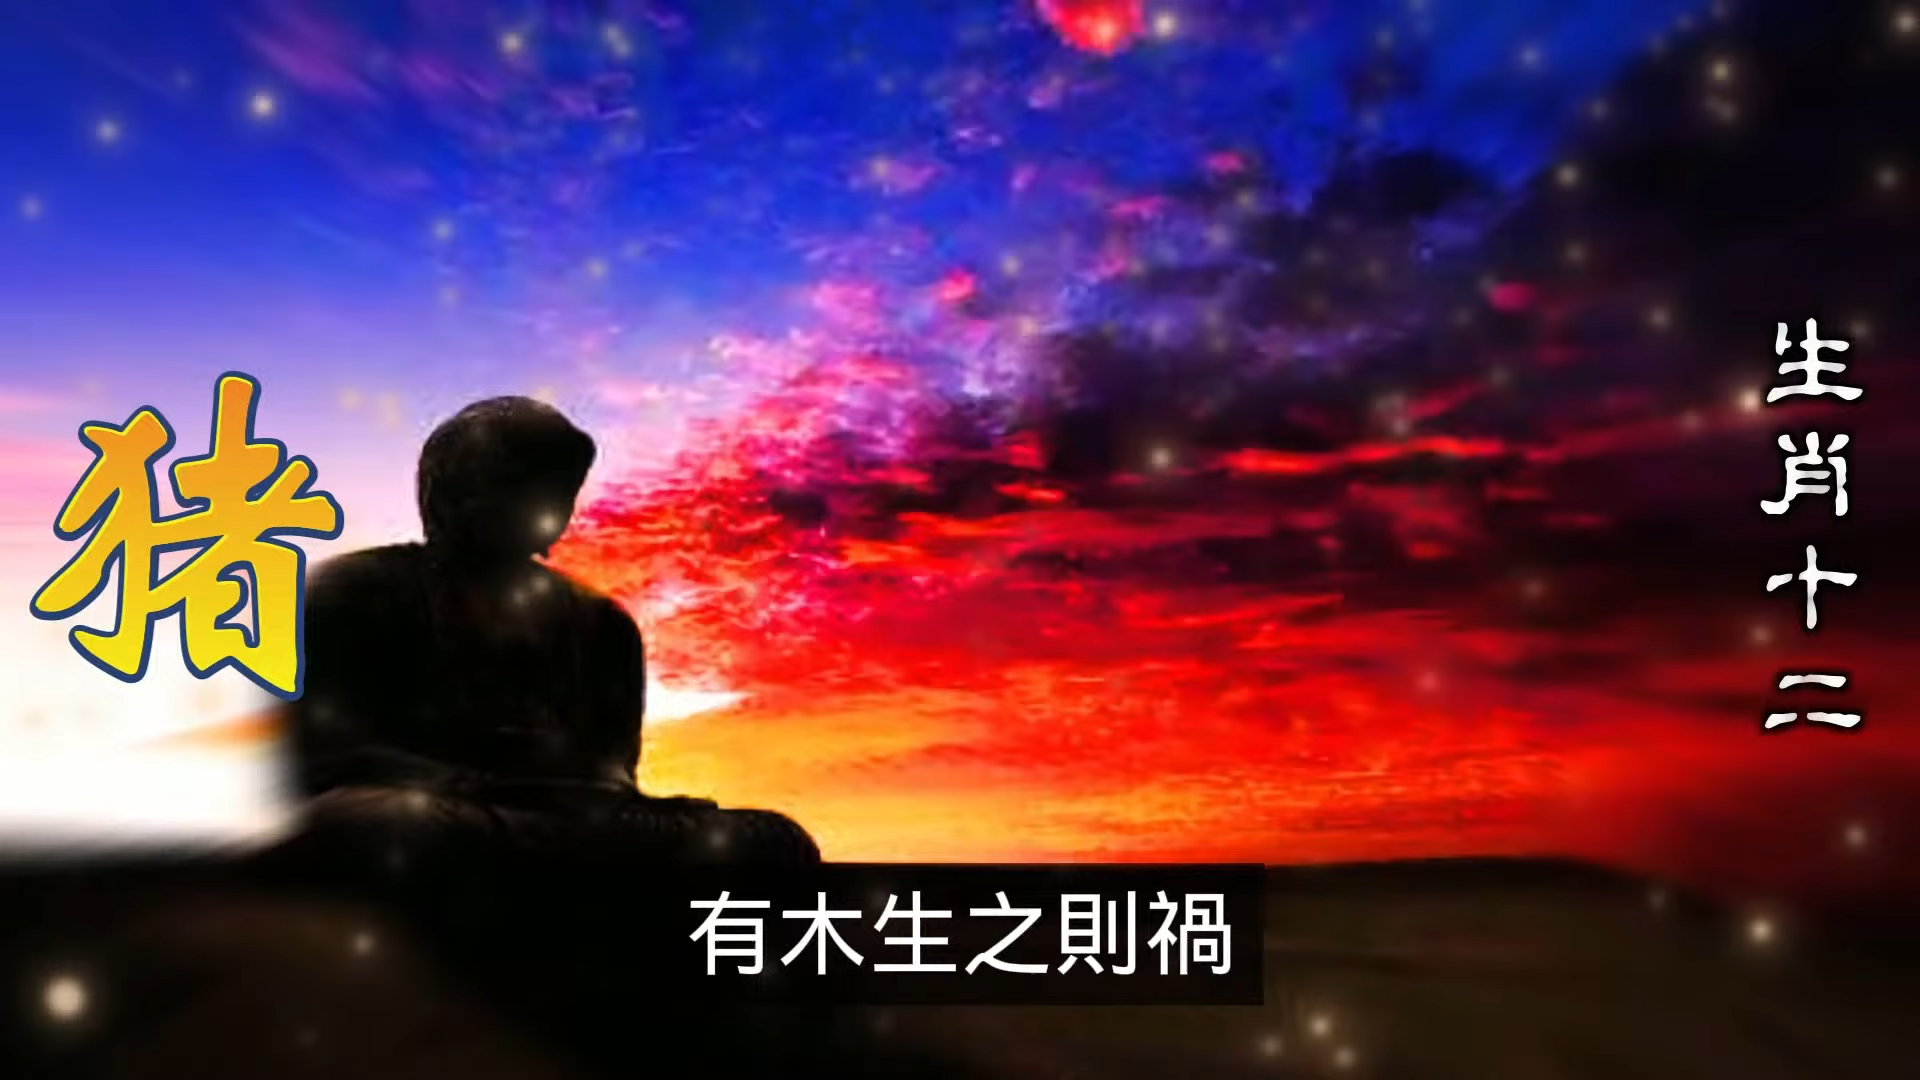 猪
生肖十二
有木生之則禍